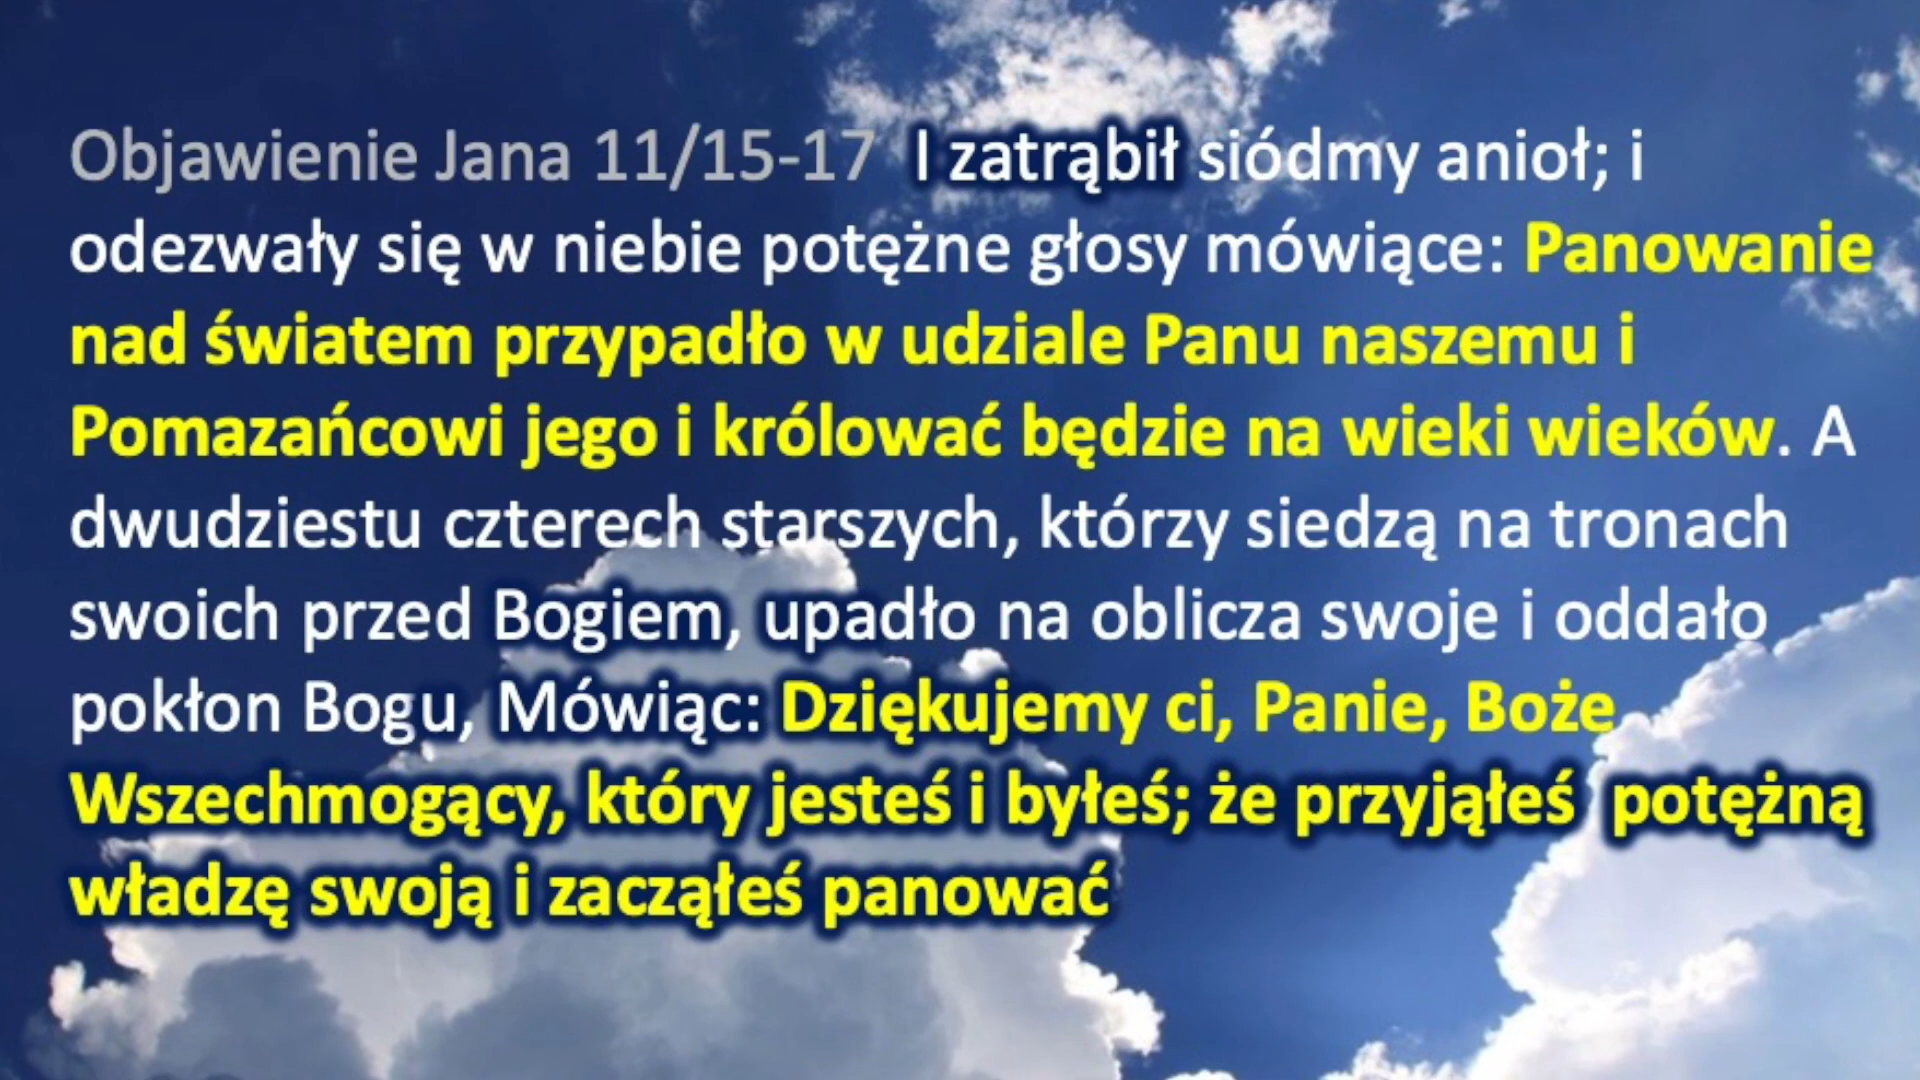 Objawienie Jana 11/15-17 I zatrąbił siódmy anioł; i
odezwały się w niebie potężne głosy mówiące: Panowanie
nad światem przypadło w udziale Panu naszemu i
Pomazańcowi jego i królować będzie na wieki wieków. A
dwudziestu czterech starszych, którzy siedzą na tronach
swoich przed Bogiem, upadło na oblicza swoje i oddało
pokłon Bogu, Mówiąc: Dziękujemy ci, Panie, Boże
Wszechmogący, który jesteś i byłeś; że przyjąłeś potężną
władzę swoją i zacząłeś panować